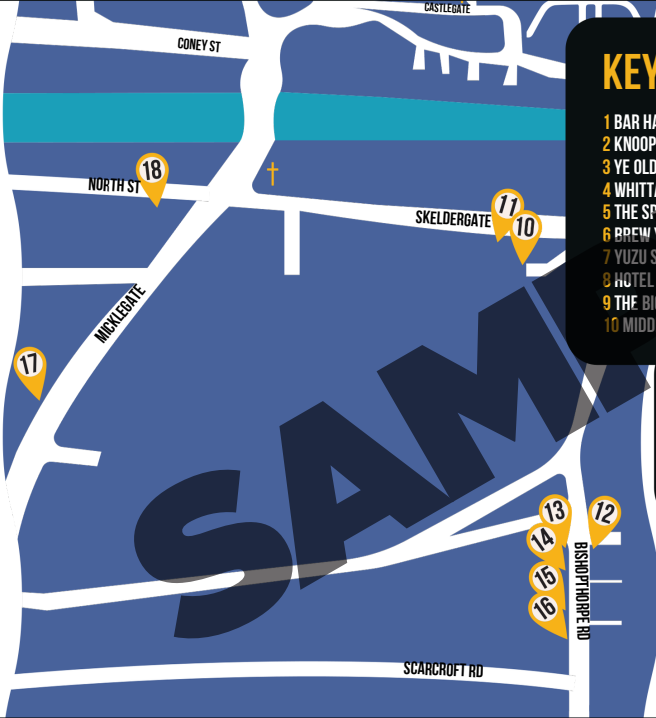 CASTLEGATE
CONEY ST
KEY
1 BAR HA
2 KNOOP
3 YE OLD
4 WHITTA
5 THE SP
6 BREW Y
7 YUZU S
8 HOTEL
9 THE BIG
10 MIDD
18
NORTH ST
11
SKELDERGATE
10
MICKLEGATE
17
SAM
13
12
14
BISHOPTHORPE RD
15
16
SCARCROFT RD